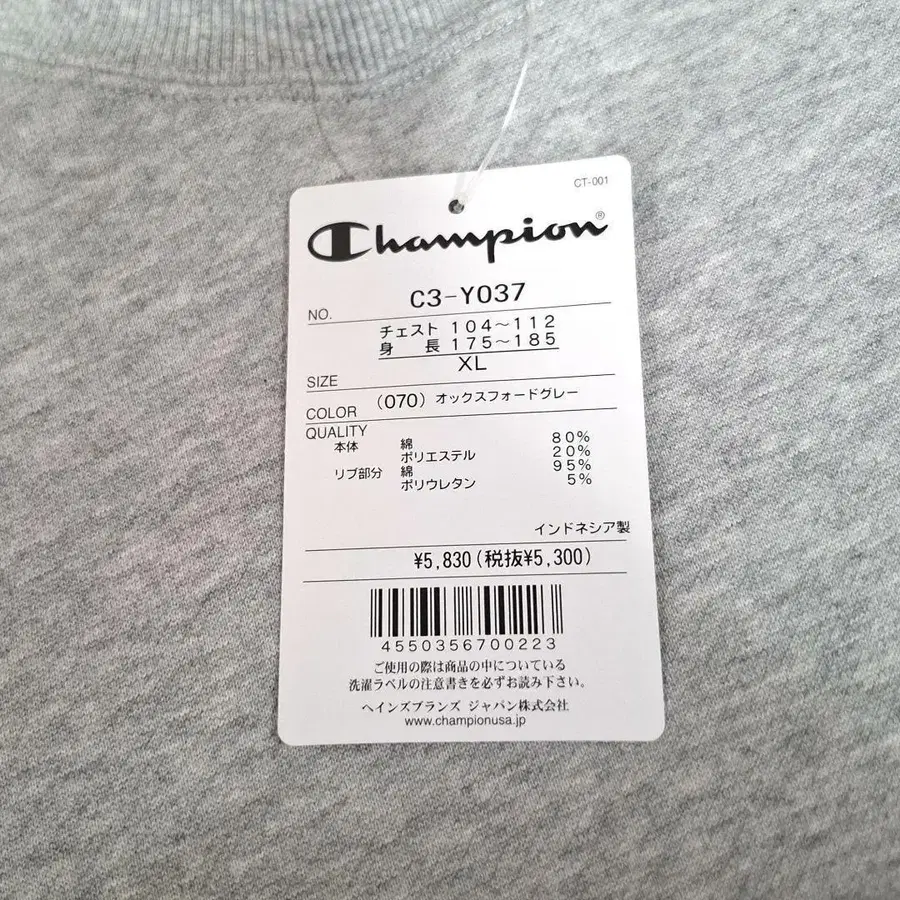 CT-001
Champion®
NO. C3-Y037
チェスト 104～112
身 長 175～185
SIZE XL
COLOR (070) オックスフォードグレー
QUALITY
本体 綿 80%
ポリエステル 20%
リブ部分 綿 95%
ポリウレタン 5%
インドネシア製
¥5,830(税抜¥5,300)
4550356700223
ご使用の際は商品の中についている
洗濯ラベルの注意書きを必ずお読み下さい。
ヘインズブランズ ジャパン株式会社
www.championusa.jp